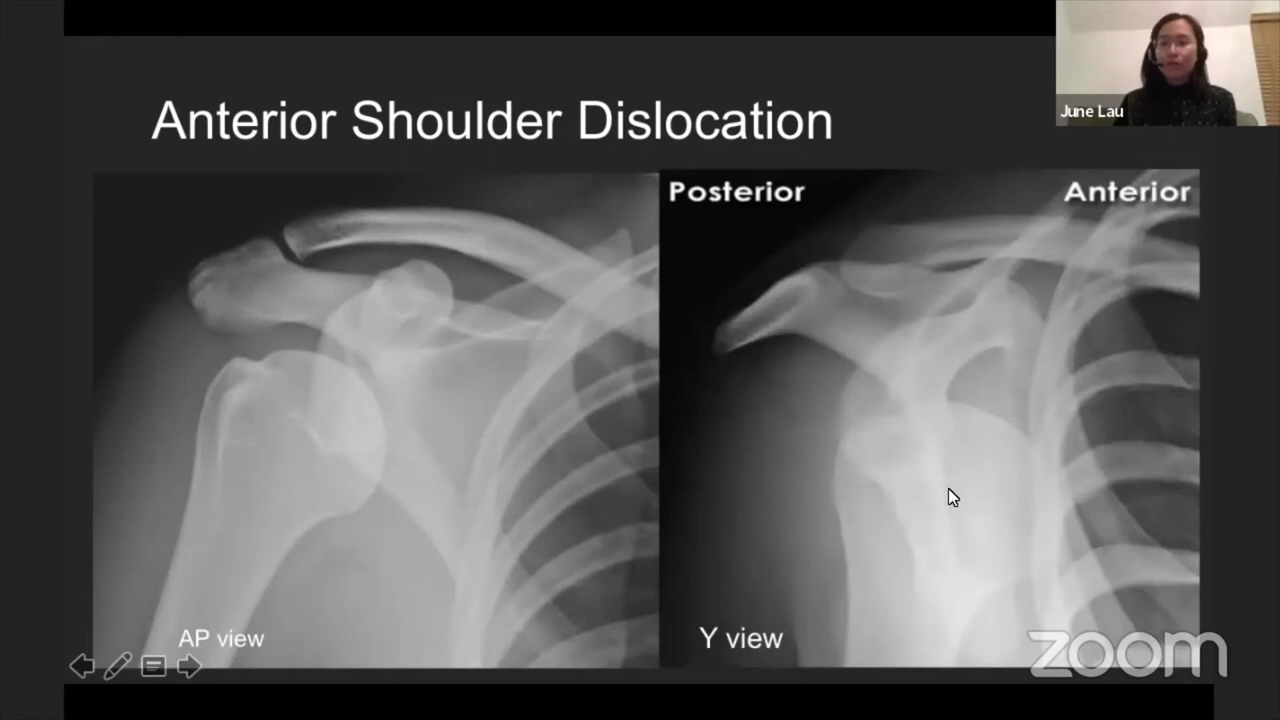 June Lau
Anterior Shoulder Dislocation
Posterior
Anterior
AP view
Y view
zoom